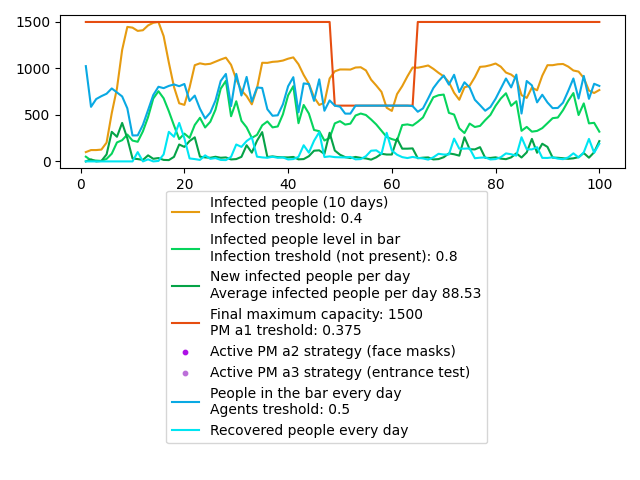 1500
1000
500
0
0
20
40
60
80
100
Infected people (10 days)
Infection treshold: 0.4
Infected people level in bar
Infection treshold (not present): 0.8
New infected people per day
Average infected people per day 88.53
Final maximum capacity: 1500
PM a1 treshold: 0.375
Active PM a2 strategy (face masks)
Active PM a3 strategy (entrance test)
People in the bar every day
Agents treshold: 0.5
Recovered people every day